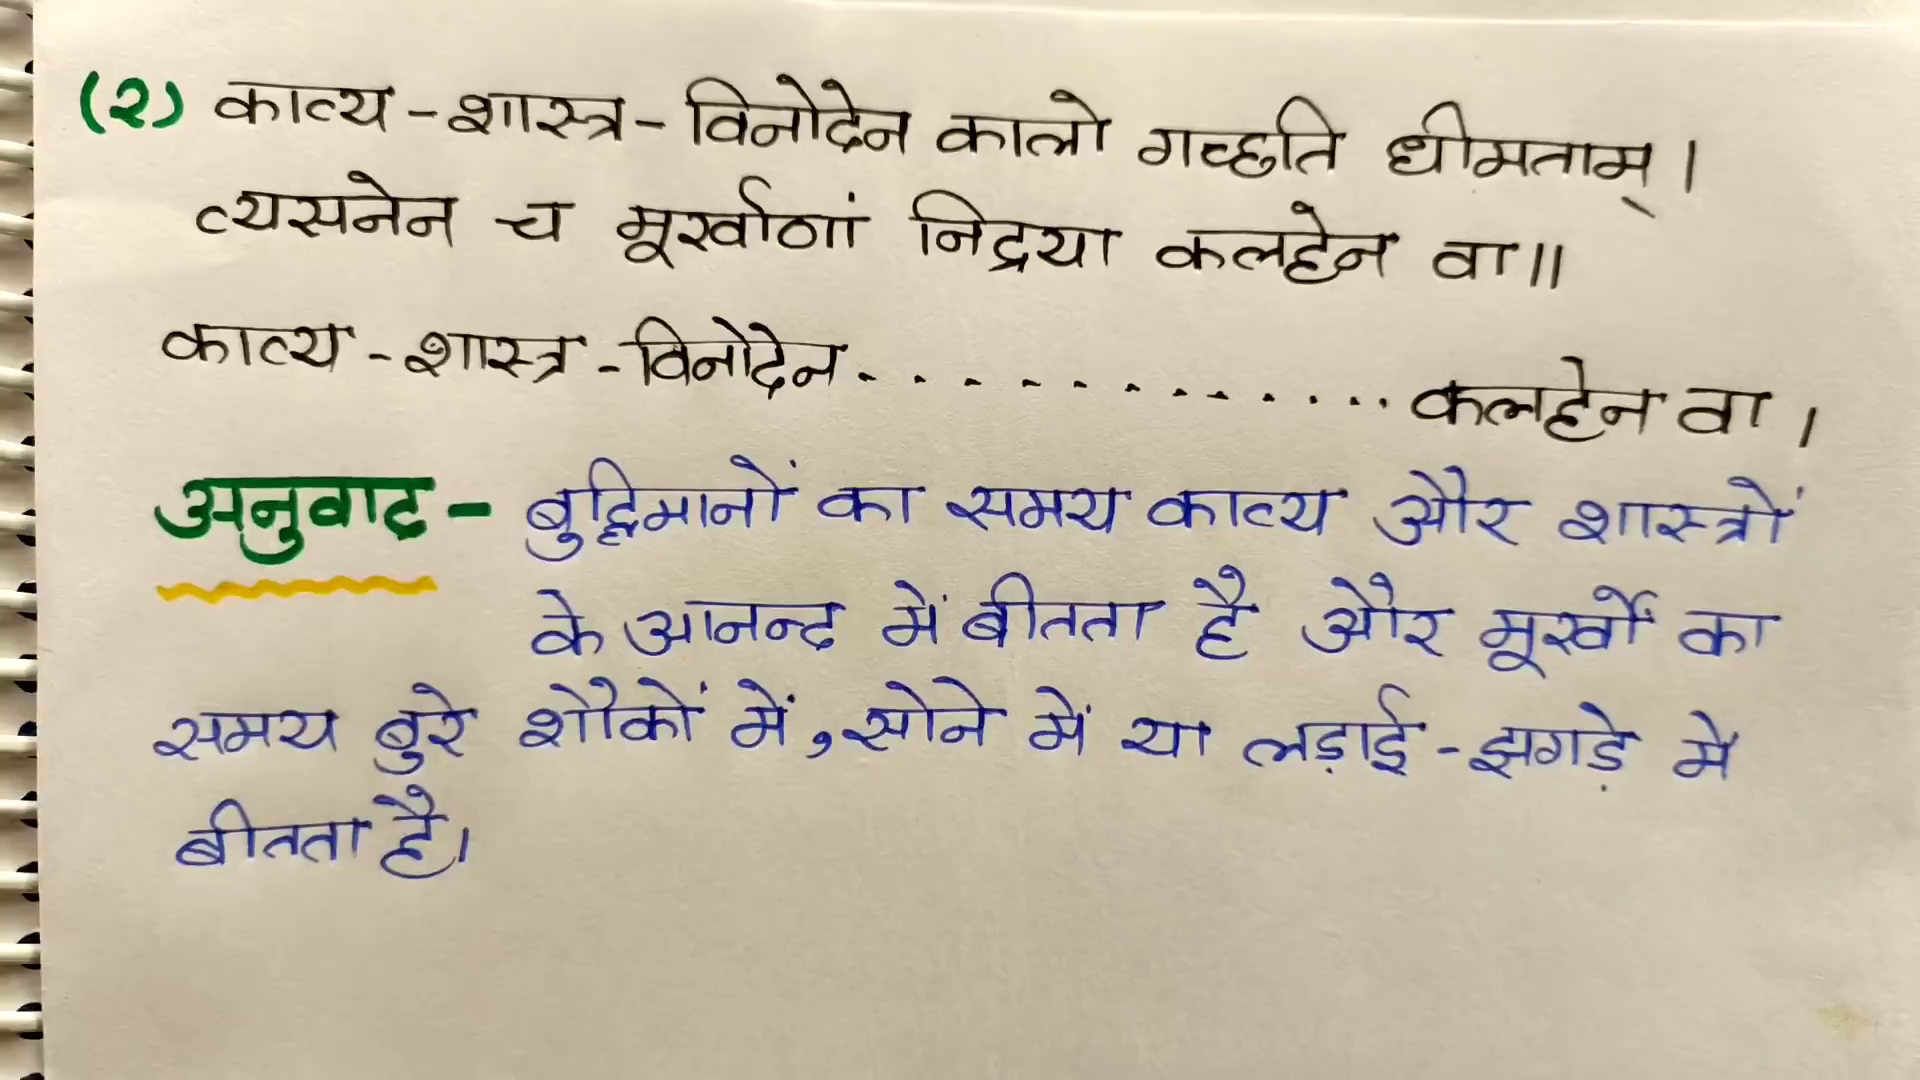 (२) काव्य-शास्त्र-विनोदेन कालो गच्छति धीमताम्।
व्यसनेन च मूर्खाणां निद्रया कलहेन वा॥
काव्य-शास्त्र-विनोदेन. . . . . . . . . . . . . . कलहेन वा।
अनुवाद- बुद्धिमानों का समय काव्य और शास्त्रों
के आनन्द में बीतता है और मूर्खों का
समय बुरे शौकों में, सोने में या लड़ाई-झगड़े मे
बीतता है।